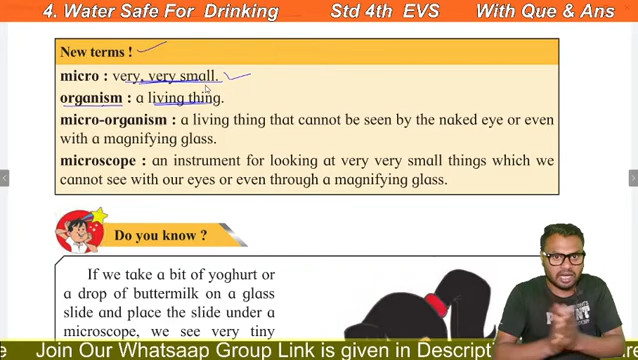 4. Water Safe For Drinking Std 4th EVS With Que & Ans
New terms !
micro : very, very small.
organism : a living thing.
micro-organism : a living thing that cannot be seen by the naked eye or even
with a magnifying glass.
microscope : an instrument for looking at very very small things which we
cannot see with our eyes or even through a magnifying glass.
Do you know ?
If we take a bit of yoghurt or
a drop of buttermilk on a glass
slide and place the slide under a
microscope, we see very tiny
Join Our Whatsaap Group Link is given in Descript